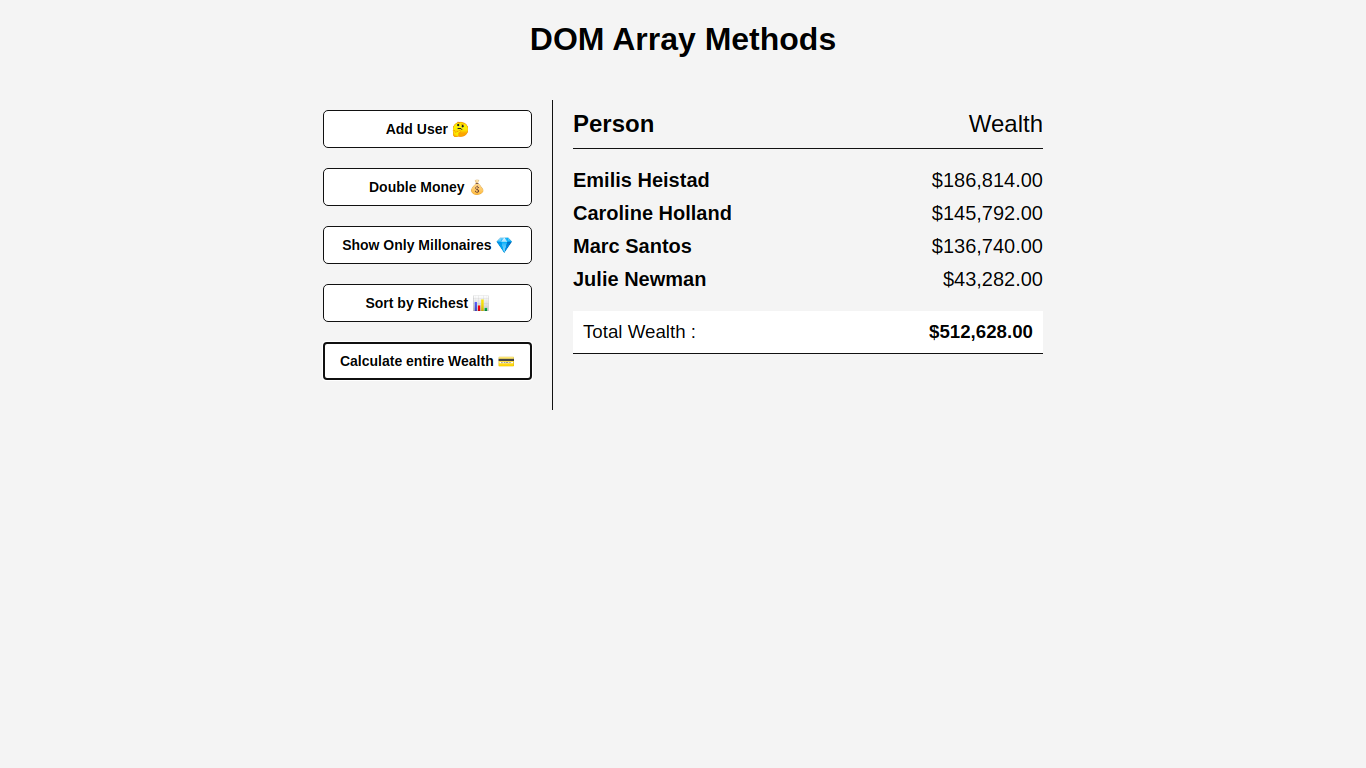 DOM Array Methods
Add User 🤔
Double Money 💰
Show Only Millonaires 💎
Sort by Richest 📊
Calculate entire Wealth 💳
Person Wealth
Emilis Heistad $186,814.00
Caroline Holland $145,792.00
Marc Santos $136,740.00
Julie Newman $43,282.00
Total Wealth : $512,628.00